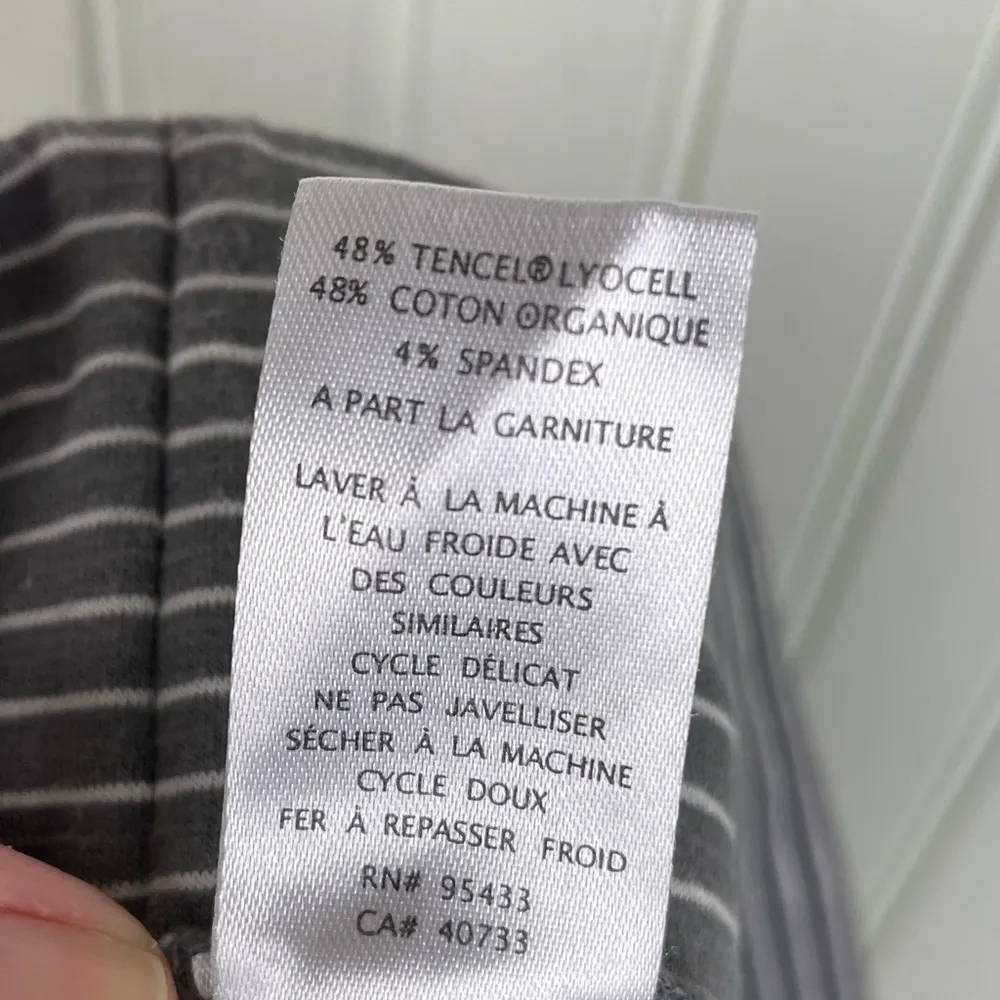 48% TENCEL® LYOCELL
48% COTON ORGANIQUE
4% SPANDEX
A PART LA GARNITURE
LAVER À LA MACHINE À
L'EAU FROIDE AVEC
DES COULEURS
SIMILAIRES
CYCLE DÉLICAT
NE PAS JAVELLISER
SÉCHER À LA MACHINE
CYCLE DOUX
FER À REPASSER FROID
RN# 95433
CA# 40733